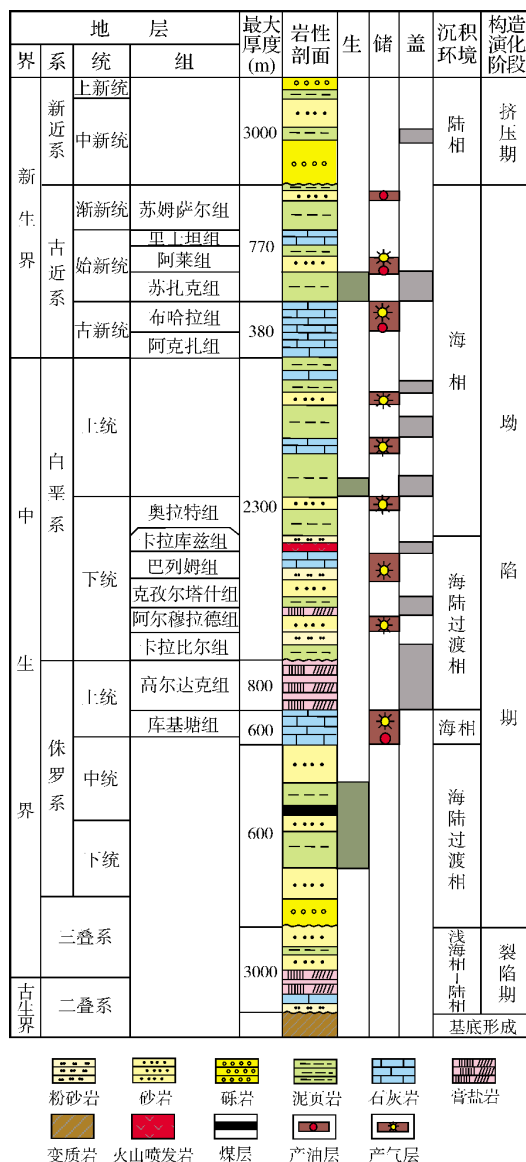 地 层
最大厚度(m)
岩性剖面
生
储
盖
沉积环境
构造演化阶段
界
系
统
组
新生界
新近系
上新统
中新统
3000
陆相
挤压期
古近系
渐新统
苏姆萨尔组
770
始新统
里上坦组
阿莱组
苏扎克组
古新统
布哈拉组
阿克扎组
380
海相
坳陷期
中生界
白垩系
上统
2300
下统
奥拉特组
卡拉库兹组
巴列姆组
克孜尔塔什组
阿尔穆拉德组
卡拉比尔组
海陆过渡相
侏罗系
上统
高尔达克组
800
库基塘组
600
海相
中统
下统
600
海陆过渡相
三叠系
3000
浅海相-陆相
裂陷期
古生界
二叠系
基底形成
粉砂岩
砂岩
砾岩
泥页岩
石灰岩
膏盐岩
变质岩
火山喷发岩
煤层
产油层
产气层